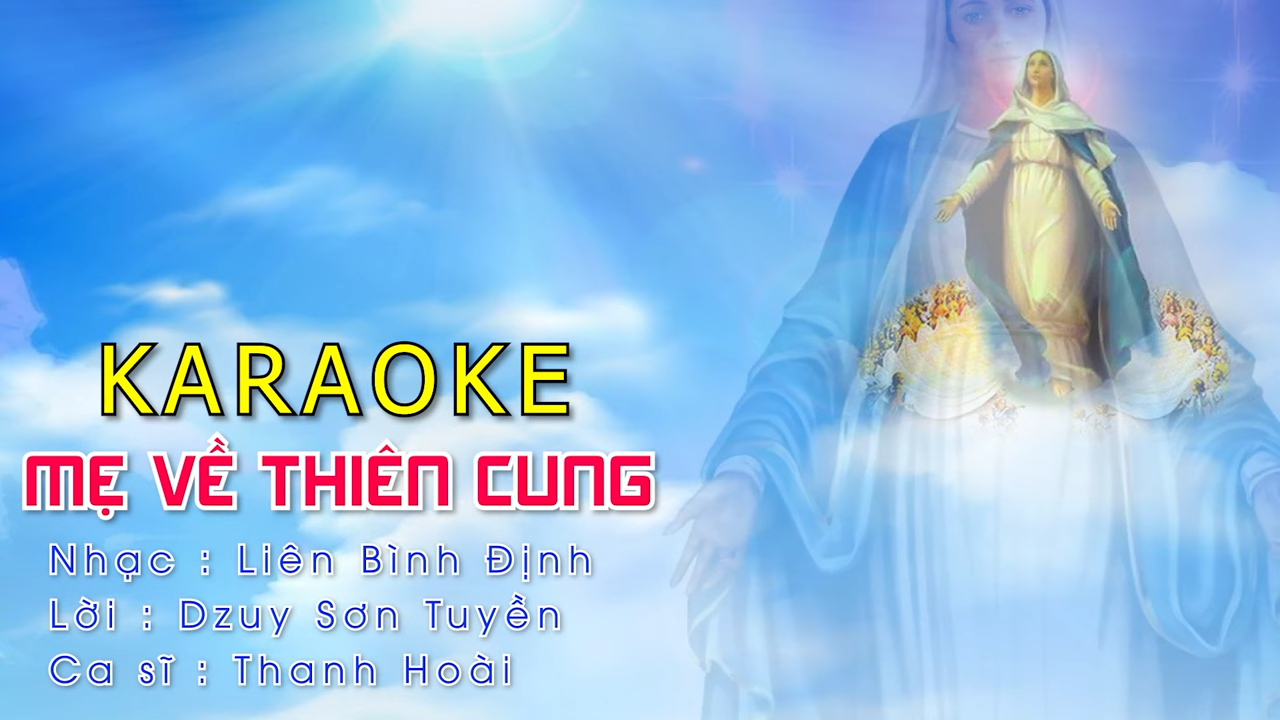 KARAOKE
MẸ VỀ THIÊN CUNG
Nhạc : Liên Bình Định
Lời : Dzuy Sơn Tuyền
Ca sĩ : Thanh Hoài